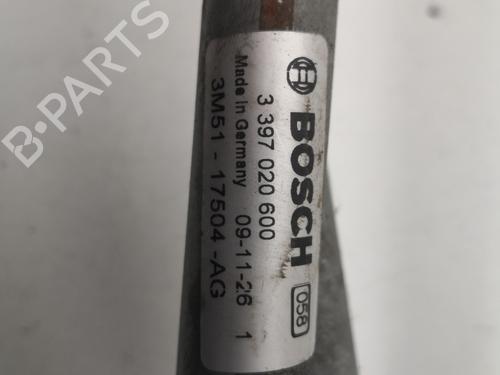 B-PARTS
BOSCH 058
3 397 020 600
Made in Germany 09-11-26 1
3M51 - 17504 -AG